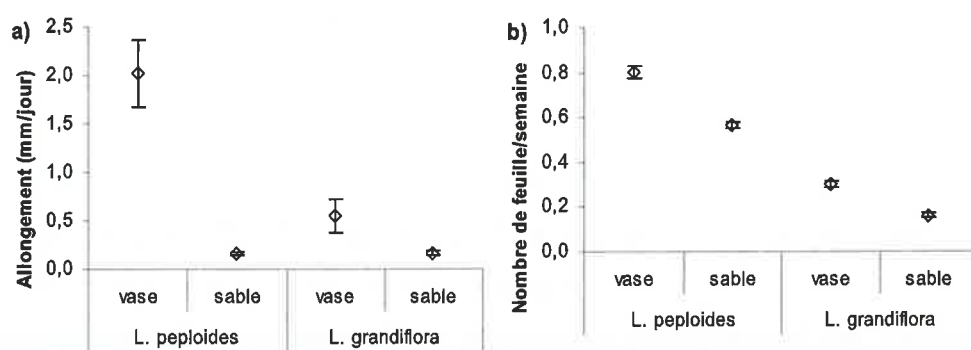 a)
Allongement (mm/jour)
2,5
2,0
1,5
1,0
0,5
0,0
vase sable vase sable
L. peploides L. grandiflora
b)
Nombre de feuille/semaine
1,0
0,8
0,6
0,4
0,2
0,0
vase sable vase sable
L. peploides L. grandiflora